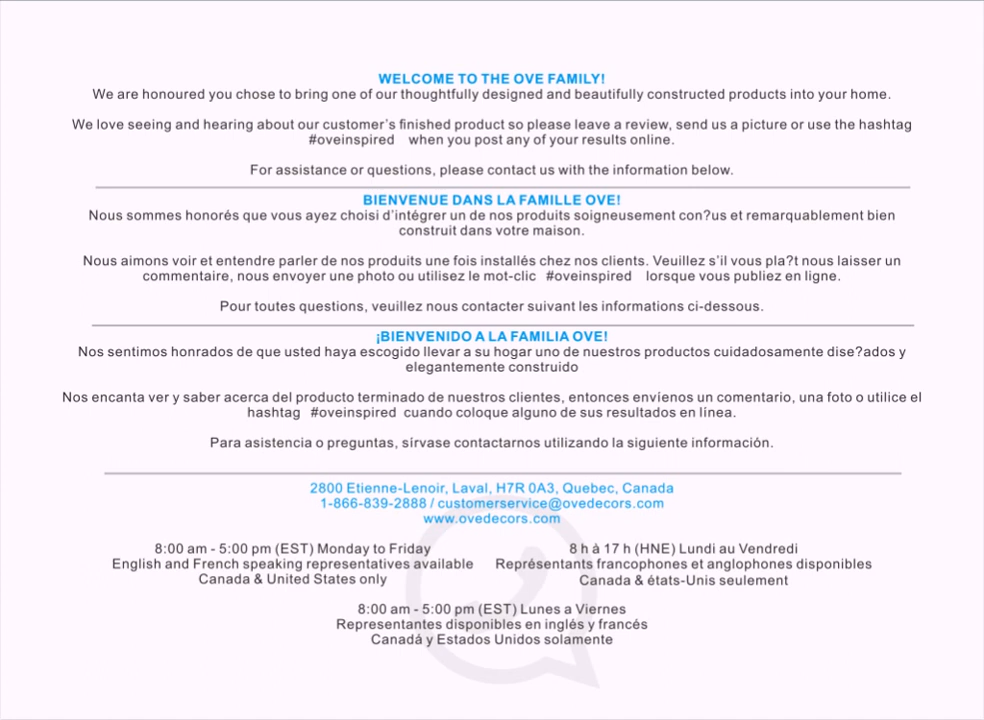 WELCOME TO THE OVE FAMILY!
We are honoured you chose to bring one of our thoughtfully designed and beautifully constructed products into your home.
We love seeing and hearing about our customer's finished product so please leave a review, send us a picture or use the hashtag
#oveinspired when you post any of your results online.
For assistance or questions, please contact us with the information below.
BIENVENUE DANS LA FAMILLE OVE!
Nous sommes honorés que vous ayez choisi d'intégrer un de nos produits soigneusement con?us et remarquablement bien
construit dans votre maison.
Nous aimons voir et entendre parler de nos produits une fois installés chez nos clients. Veuillez s'il vous pla?t nous laisser un
commentaire, nous envoyer une photo ou utilisez le mot-clic #oveinspired lorsque vous publiez en ligne.
Pour toutes questions, veuillez nous contacter suivant les informations ci-dessous.
¡BIENVENIDO A LA FAMILIA OVE!
Nos sentimos honrados de que usted haya escogido llevar a su hogar uno de nuestros productos cuidadosamente dise?ados y
elegantemente construido
Nos encanta ver y saber acerca del producto terminado de nuestros clientes, entonces envíenos un comentario, una foto o utilice el
hashtag #oveinspired cuando coloque alguno de sus resultados en línea.
Para asistencia o preguntas, sírvase contactarnos utilizando la siguiente información.
2800 Etienne-Lenoir, Laval, H7R 0A3, Quebec, Canada
1-866-839-2888 / customerservice@ovedecors.com
www.ovedecors.com
8:00 am - 5:00 pm (EST) Monday to Friday
English and French speaking representatives available
Canada & United States only
8 h à 17 h (HNE) Lundi au Vendredi
Représentants francophones et anglophones disponibles
Canada & états-Unis seulement
8:00 am - 5:00 pm (EST) Lunes a Viernes
Representantes disponibles en inglés y francés
Canadá y Estados Unidos solamente